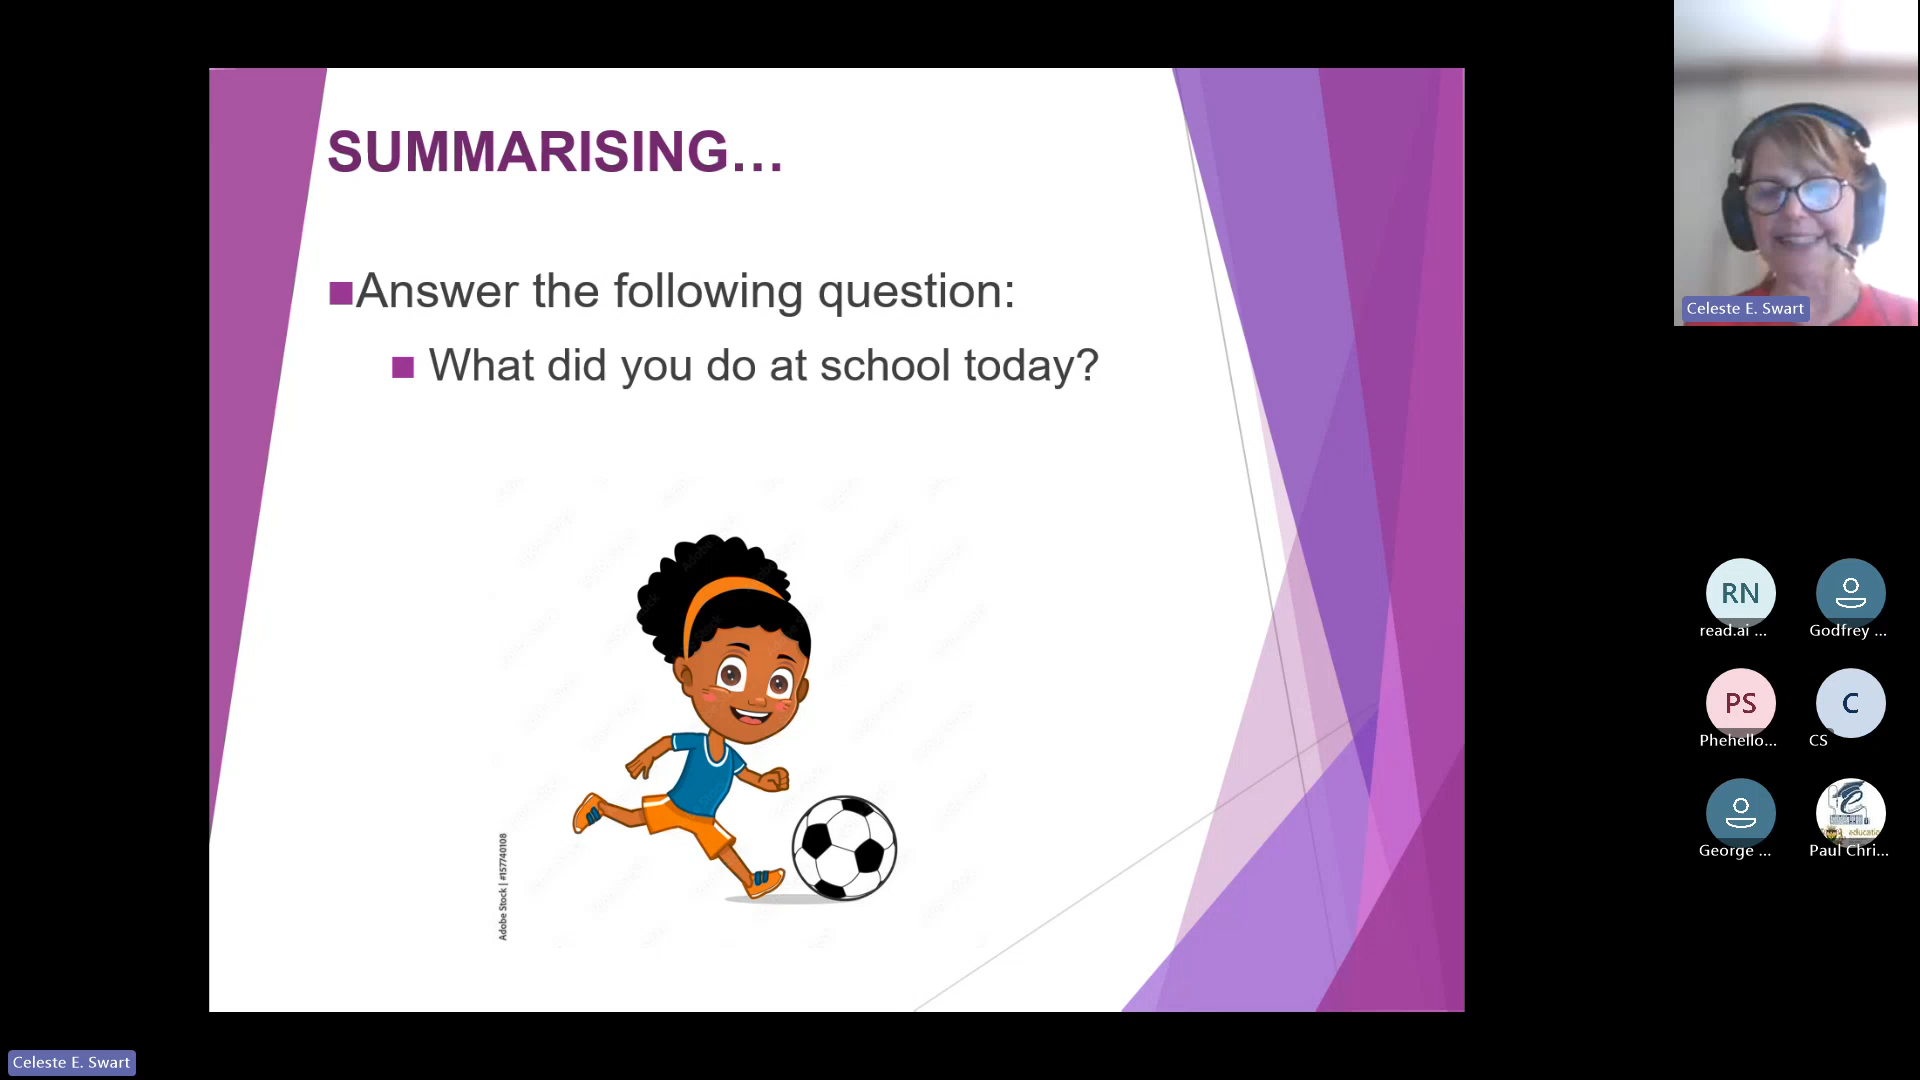 SUMMARISING...
Answer the following question:
What did you do at school today?
Adobe Stock | #157740108
Celeste E. Swart
RN
read.ai ...
Godfrey ...
PS
Phehello...
C
CS
George ...
Paul Chri...
Celeste E. Swart